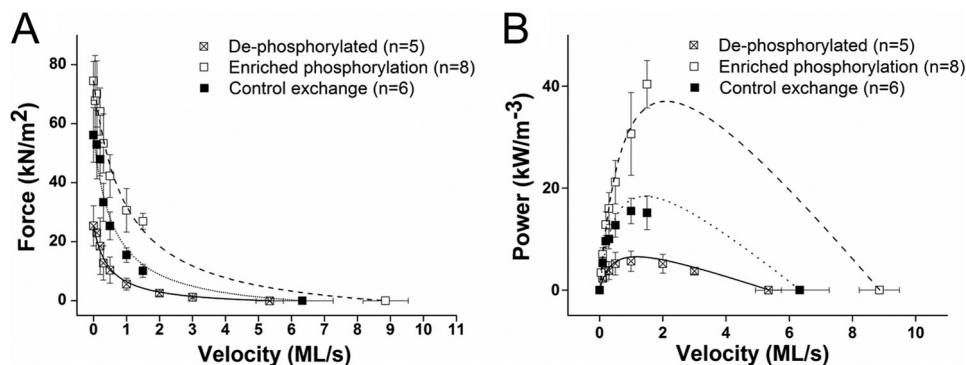 A
De-phosphorylated (n=5)
Enriched phosphorylation (n=8)
Control exchange (n=6)
Force (kN/m²)
80
60
40
20
0
0 1 2 3 4 5 6 7 8 9 10 11
Velocity (ML/s)
B
De-phosphorylated (n=5)
Enriched phosphorylation (n=8)
Control exchange (n=6)
Power (kW/m⁻³)
40
20
0
0 2 4 6 8 10
Velocity (ML/s)